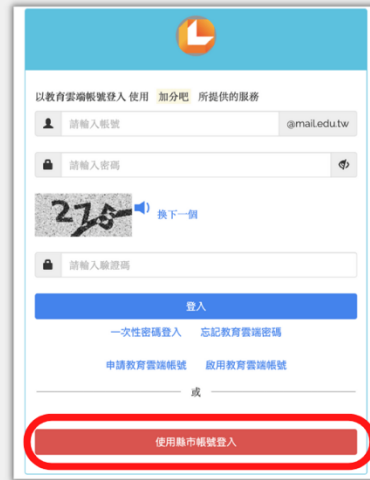 以教育雲端帳號登入 使用 加分吧 所提供的服務
請輸入帳號 @mail.edu.tw
請輸入密碼
換下一個
請輸入驗證碼
登入
一次性密碼登入 忘記教育雲端密碼
申請教育雲端帳號 啟用教育雲端帳號
或
使用縣市帳號登入